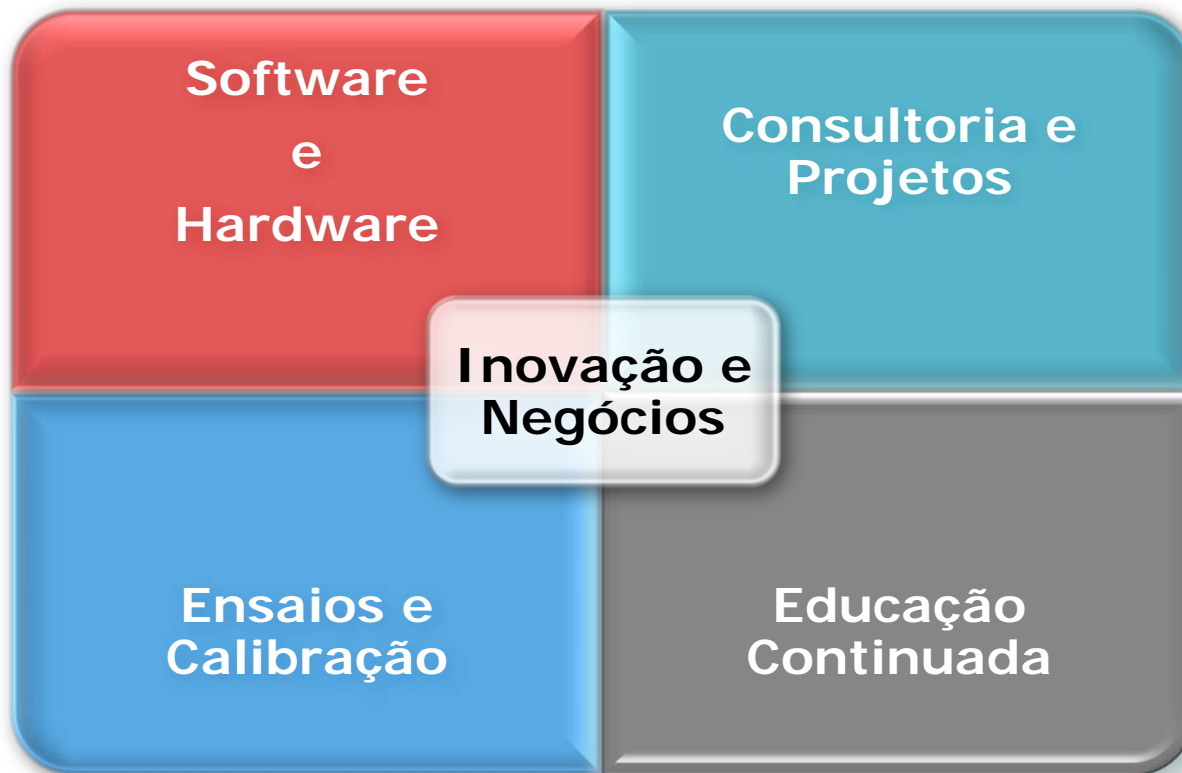 Software
e
Hardware
Consultoria e
Projetos
Inovação e
Negócios
Ensaios e
Calibração
Educação
Continuada